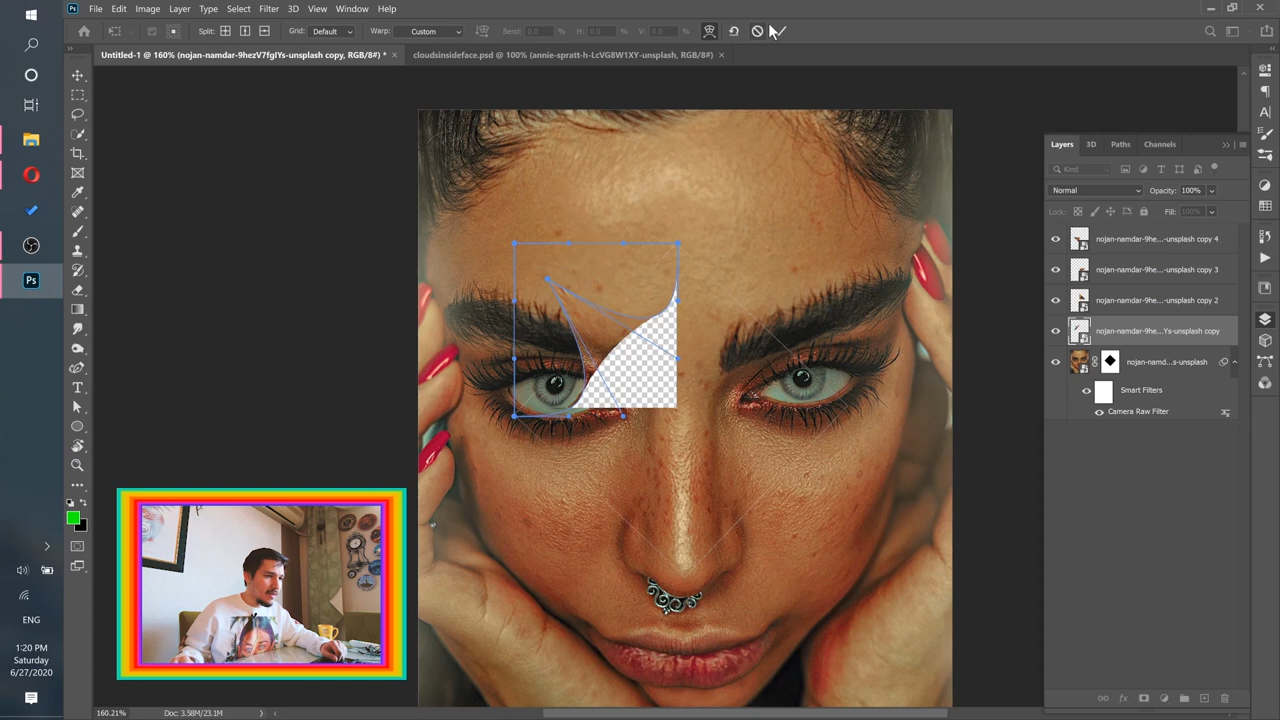 Ps File Edit Image Layer Type Select Filter 3D View Window Help
Split: Grid: Default Warp: Custom Bend: 0.0 % H: 0.0 % V: 0.0 %
Untitled-1 @ 160% (nojan-namdar-9hezV7fgIYs-unsplash copy, RGB/8#) * × cloudsinsideface.psd @ 100% (annie-spratt-h-LcVG8W1XY-unsplash, RGB/8#) ×
Layers 3D Paths Channels
Kind
Normal Opacity: 100%
Lock: Fill: 100%
nojan-namdar-9he...-unsplash copy 4
nojan-namdar-9he...-unsplash copy 3
nojan-namdar-9he...-unsplash copy 2
nojan-namdar-9he...Ys-unsplash copy
nojan-namd...s-unsplash
Smart Filters
Camera Raw Filter
Ps
ENG
1:20 PM
Saturday
6/27/2020
160.21% Doc: 3.58M/23.1M